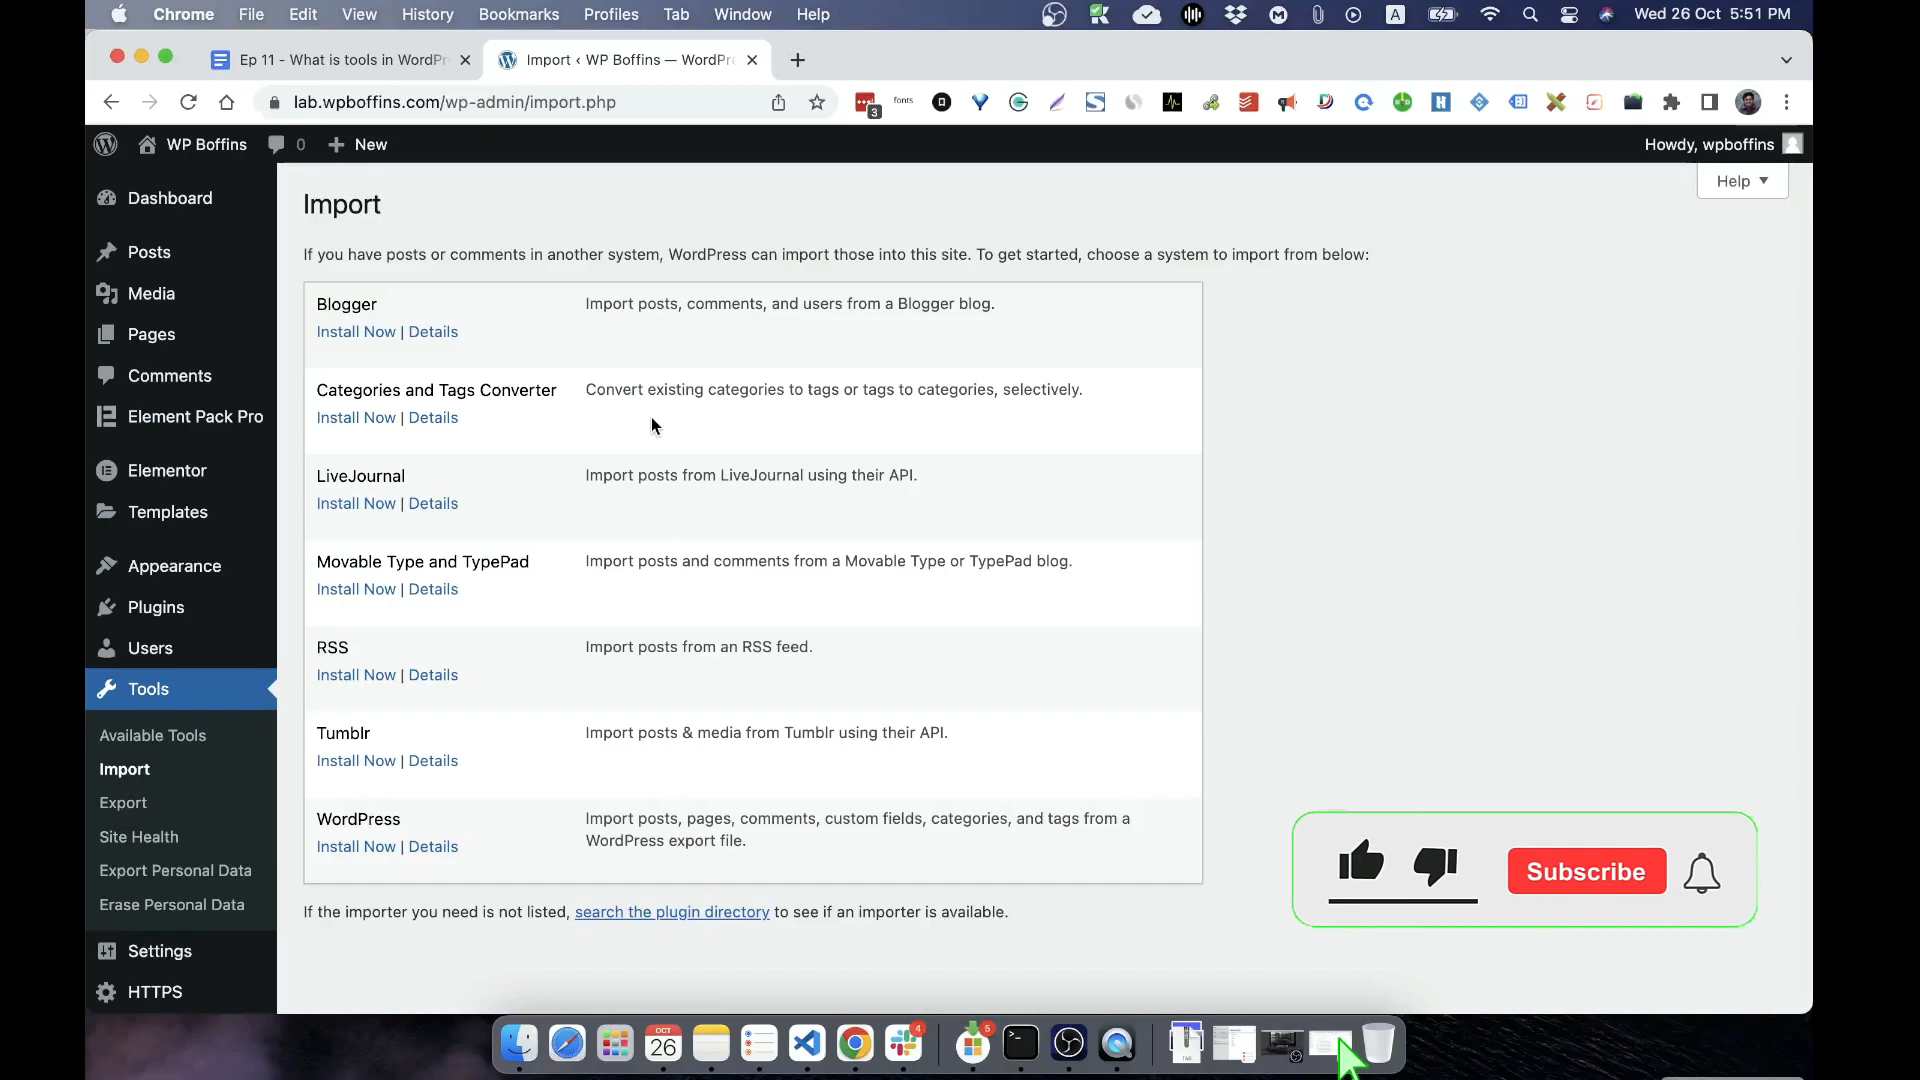 Chrome File Edit View History Bookmarks Profiles Tab Window Help
A Wed 26 Oct 5:51 PM
Ep 11 - What is tools in WordPr
Import ‹ WP Boffins — WordPre
lab.wpboffins.com/wp-admin/import.php
3 fonts
WP Boffins 0 + New
Howdy, wpboffins
Help
Dashboard
Posts
Media
Pages
Comments
Element Pack Pro
Elementor
Templates
Appearance
Plugins
Users
Tools
Available Tools
Import
Export
Site Health
Export Personal Data
Erase Personal Data
Settings
HTTPS
Import
If you have posts or comments in another system, WordPress can import those into this site. To get started, choose a system to import from below:
Blogger Import posts, comments, and users from a Blogger blog.
Install Now | Details
Categories and Tags Converter Convert existing categories to tags or tags to categories, selectively.
Install Now | Details
LiveJournal Import posts from LiveJournal using their API.
Install Now | Details
Movable Type and TypePad Import posts and comments from a Movable Type or TypePad blog.
Install Now | Details
RSS Import posts from an RSS feed.
Install Now | Details
Tumblr Import posts & media from Tumblr using their API.
Install Now | Details
WordPress Import posts, pages, comments, custom fields, categories, and tags from a
WordPress export file.
Install Now | Details
If the importer you need is not listed, search the plugin directory to see if an importer is available.
Subscribe
OCT
26
4
5